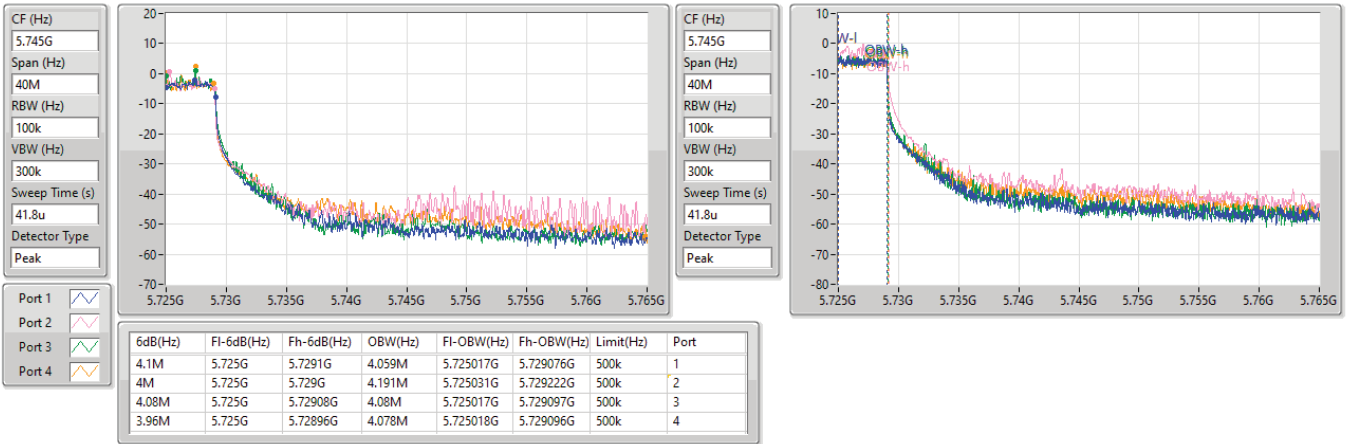 CF (Hz)
5.745G
Span (Hz)
40M
RBW (Hz)
100k
VBW (Hz)
300k
Sweep Time (s)
41.8u
Detector Type
Peak
20
10
0
-10
-20
-30
-40
-50
-60
-70
5.725G 5.73G 5.735G 5.74G 5.745G 5.75G 5.755G 5.76G 5.765G
CF (Hz)
5.745G
Span (Hz)
40M
RBW (Hz)
100k
VBW (Hz)
300k
Sweep Time (s)
41.8u
Detector Type
Peak
10
0
-10
-20
-30
-40
-50
-60
-70
-80
W-l
OBW-h
OBW-h
5.725G 5.73G 5.735G 5.74G 5.745G 5.75G 5.755G 5.76G 5.765G
Port 1
Port 2
Port 3
Port 4
6dB(Hz) Fl-6dB(Hz) Fh-6dB(Hz) OBW(Hz) Fl-OBW(Hz) Fh-OBW(Hz) Limit(Hz) Port
4.1M 5.725G 5.7291G 4.059M 5.725017G 5.729076G 500k 1
4M 5.725G 5.729G 4.191M 5.725031G 5.729222G 500k 2
4.08M 5.725G 5.72908G 4.08M 5.725017G 5.729097G 500k 3
3.96M 5.725G 5.72896G 4.078M 5.725018G 5.729096G 500k 4